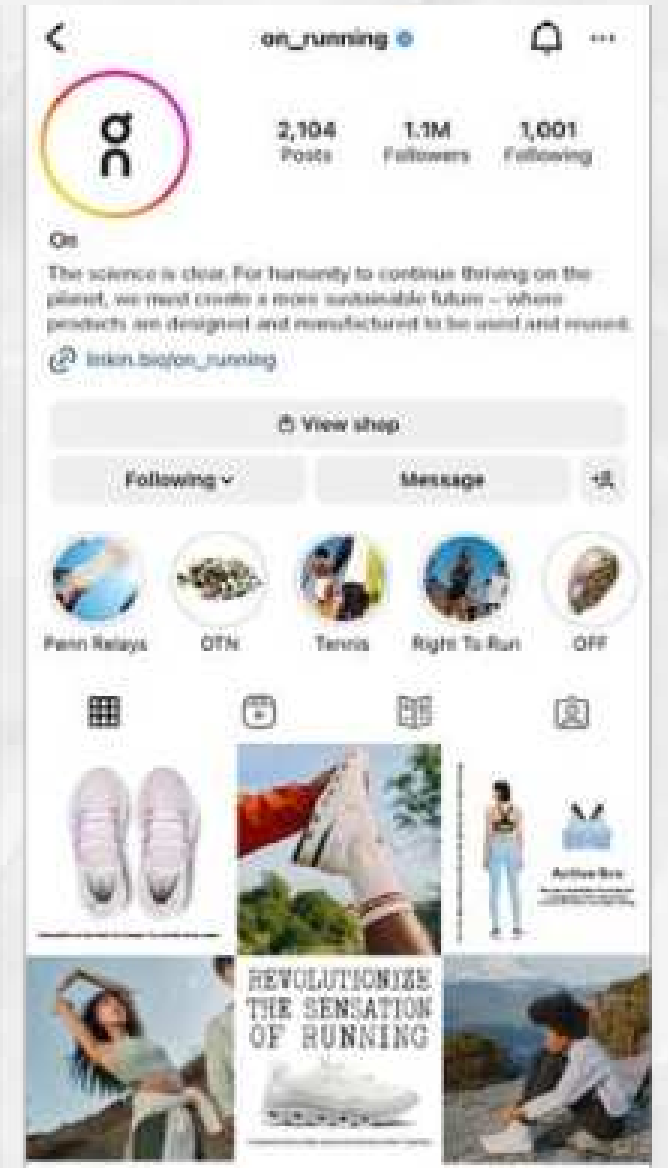 on_running
2,104 1.1M 1,001
Posts Followers Following
On
The science is clear. For humanity to continue thriving on the
planet, we must create a more sustainable future – where
products are designed and manufactured to be used and reused.
linkin.bio/on_running
View shop
Following Message
Penn Relays OTN Tennis Right To Run OFF
Active Bra
REVOLUTIONIZE
THE SENSATION
OF RUNNING